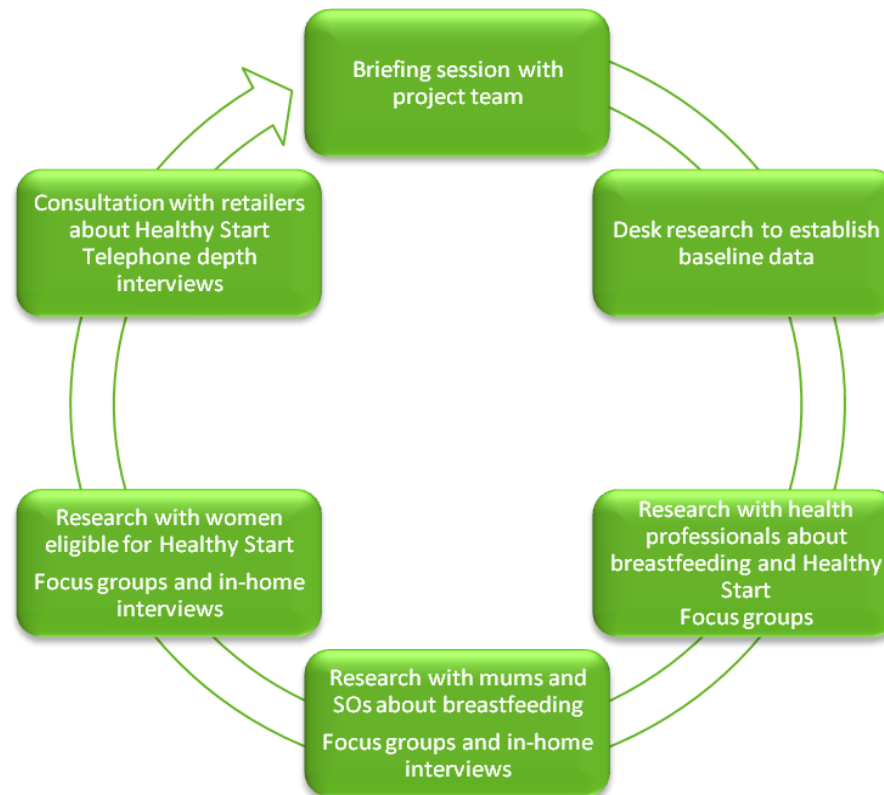 Briefing session with
project team
Desk research to establish
baseline data
Research with health
professionals about
breastfeeding and Healthy
Start
Focus groups
Research with mums and
SOs about breastfeeding
Focus groups and in-home
interviews
Research with women
eligible for Healthy Start
Focus groups and in-home
interviews
Consultation with retailers
about Healthy Start
Telephone depth
interviews